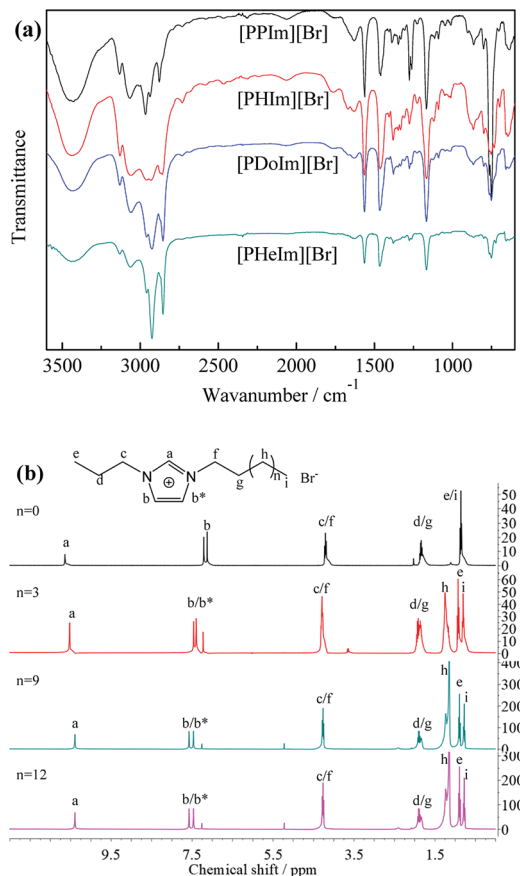 (a)
[PPIm][Br]
[PHIm][Br]
[PDoIm][Br]
[PHeIm][Br]
Transmittance
3500 3000 2500 2000 1500 1000
Wavanumber / cm-1
(b)
e c a f h
d N N g n i Br-
+
b b*
n=0 a b c/f d/g e/i 50 40 30 20 10 0
n=3 a b/b* c/f d/g h e i 60 50 40 30 20 10 0
n=9 a b/b* c/f d/g h e i 400 300 200 100 0
n=12 a b/b* c/f d/g h e i 300 200 100 0
9.5 7.5 5.5 3.5 1.5
Chemical shift / ppm